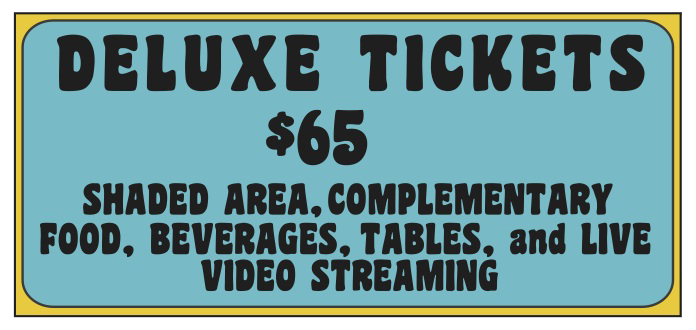 DELUXE TICKETS
$65
SHADED AREA, COMPLEMENTARY
FOOD, BEVERAGES, TABLES, and LIVE
VIDEO STREAMING